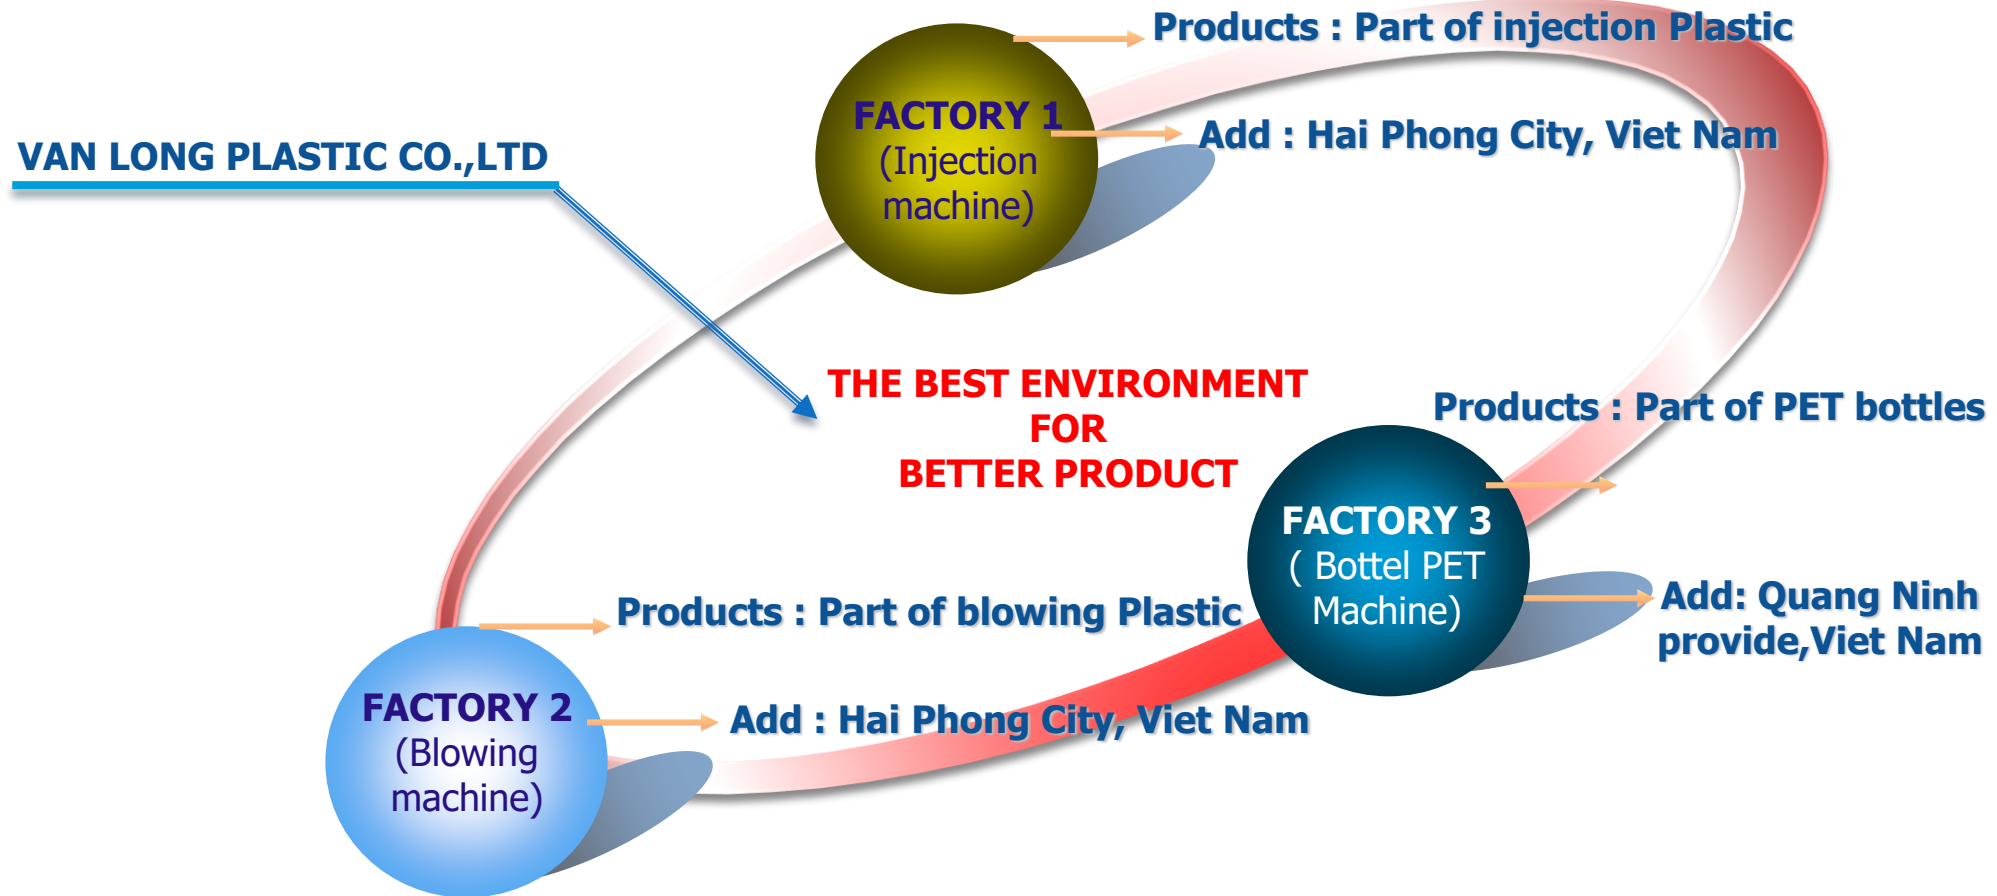 Products : Part of injection Plastic
FACTORY 1
(Injection
machine)
Add : Hai Phong City, Viet Nam
VAN LONG PLASTIC CO.,LTD
THE BEST ENVIRONMENT
FOR
BETTER PRODUCT
Products : Part of PET bottles
FACTORY 3
( Bottel PET
Machine)
Add: Quang Ninh
provide,Viet Nam
Products : Part of blowing Plastic
FACTORY 2
(Blowing
machine)
Add : Hai Phong City, Viet Nam